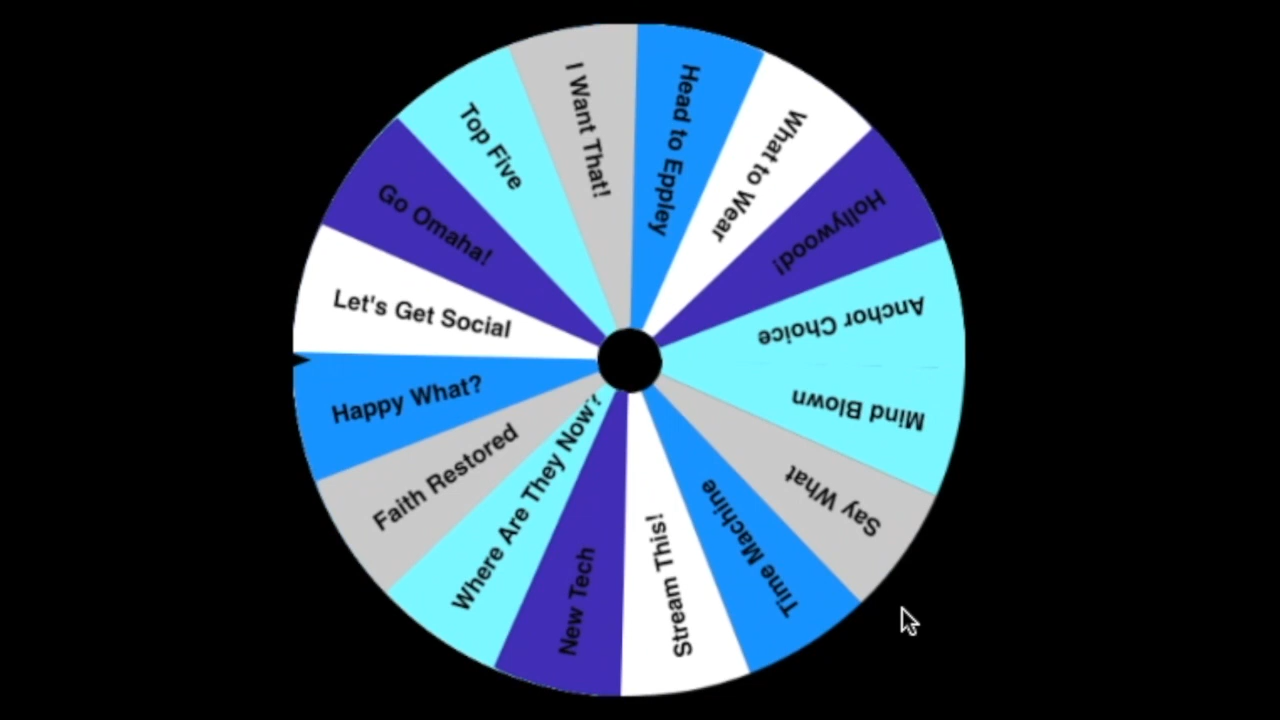 I Want That!
Head to Eppley
What to Wear
Hollywood!
Anchor Choice
Mind Blown
Say What
Time Machine
Stream This!
New Tech
Where Are They Now?
Faith Restored
Happy What?
Let's Get Social
Go Omaha!
Top Five